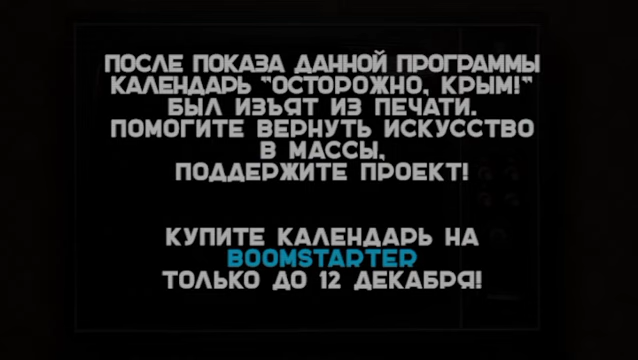 ПОСЛЕ ПОКАЗА ДАННОЙ ПРОГРАММЫ
КАЛЕНДАРЬ "ОСТОРОЖНО, КРЫМ!"
БЫЛ ИЗЪЯТ ИЗ ПЕЧАТИ.
ПОМОГИТЕ ВЕРНУТЬ ИСКУССТВО
В МАССЫ,
ПОДДЕРЖИТЕ ПРОЕКТ!
КУПИТЕ КАЛЕНДАРЬ НА
BOOMSTARTER
ТОЛЬКО ДО 12 ДЕКАБРЯ!